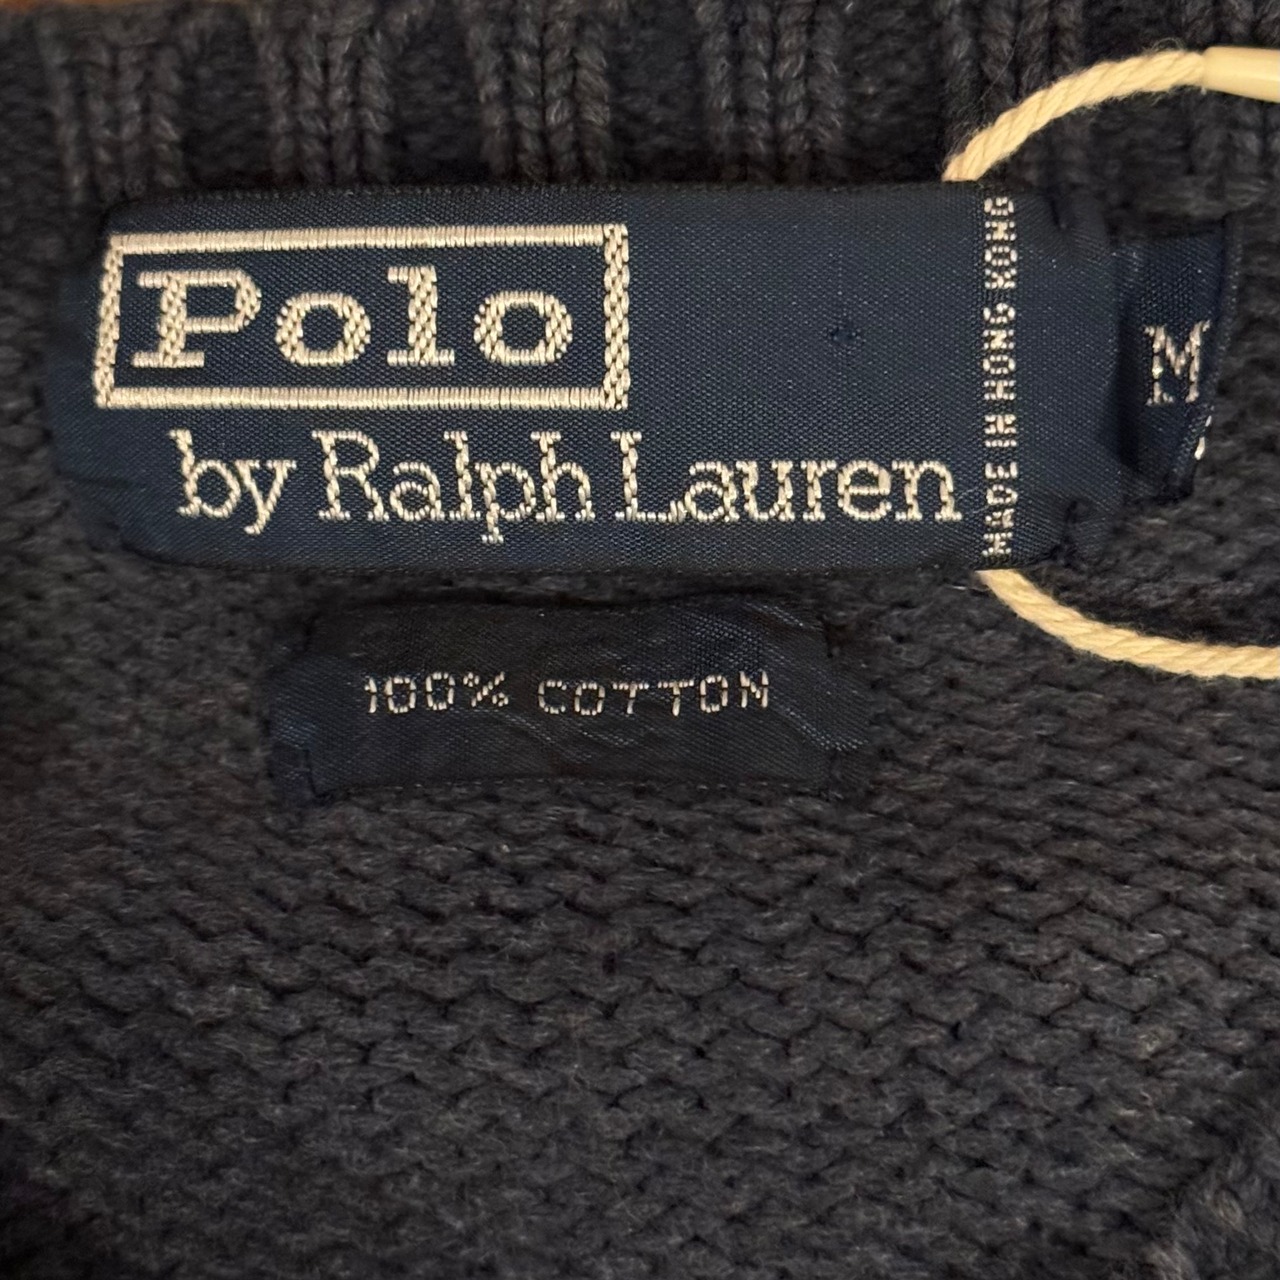 Polo
by Ralph Lauren
MADE IN HONG KONG
M
100% COTTON